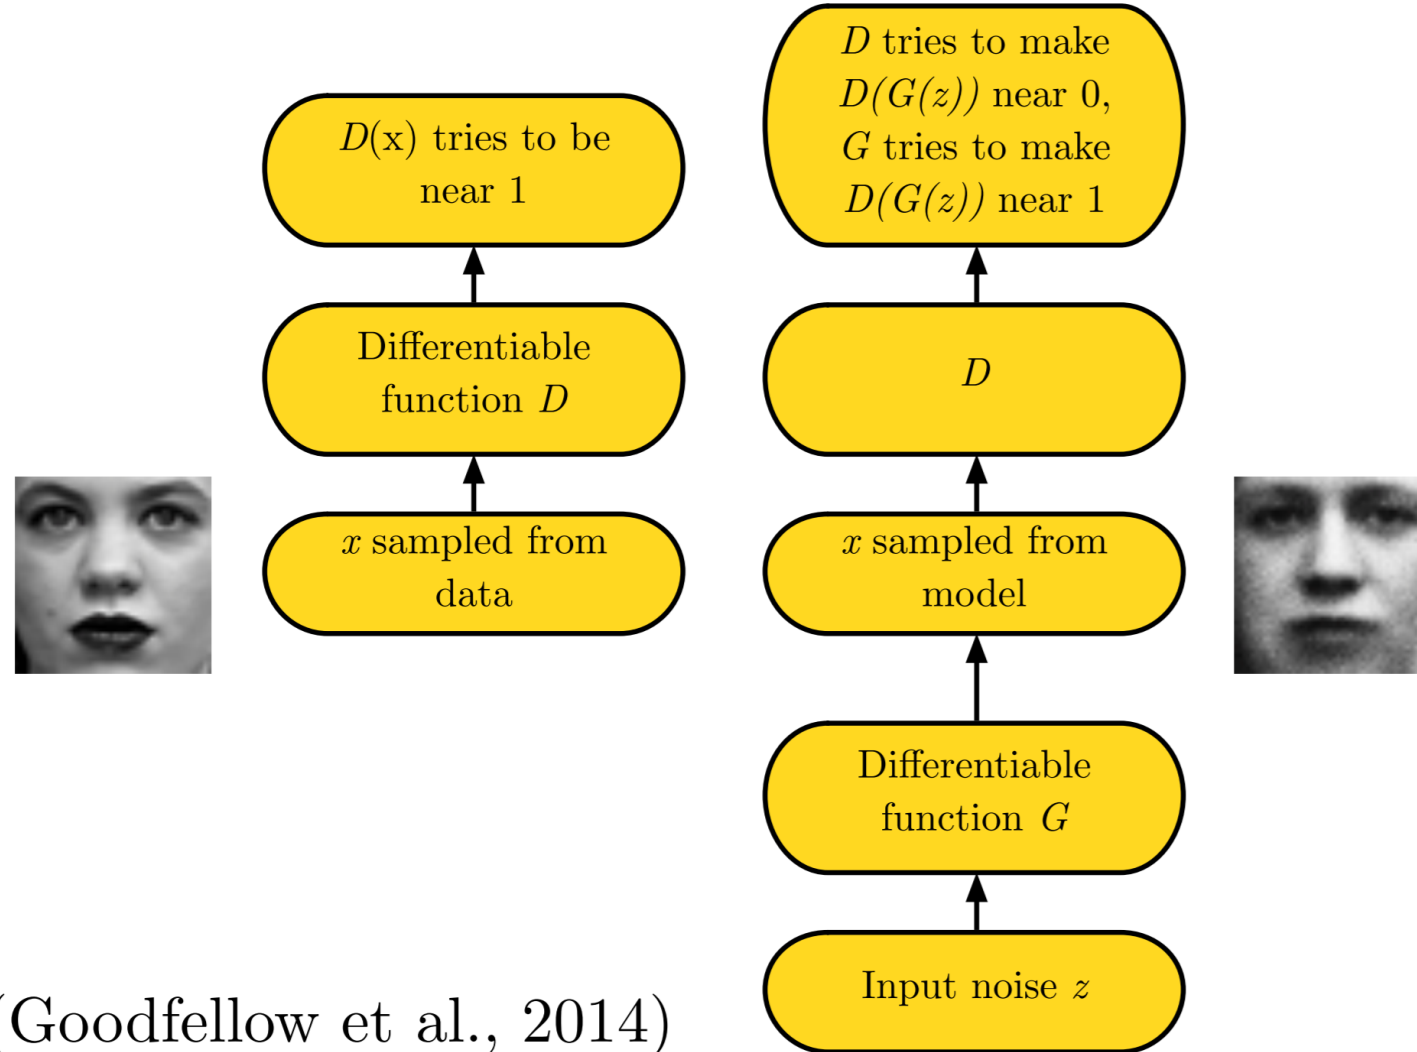 D(x) tries to be
near 1
Differentiable
function D
x sampled from
data
D tries to make
D(G(z)) near 0,
G tries to make
D(G(z)) near 1
D
x sampled from
model
Differentiable
function G
Input noise z
(Goodfellow et al., 2014)